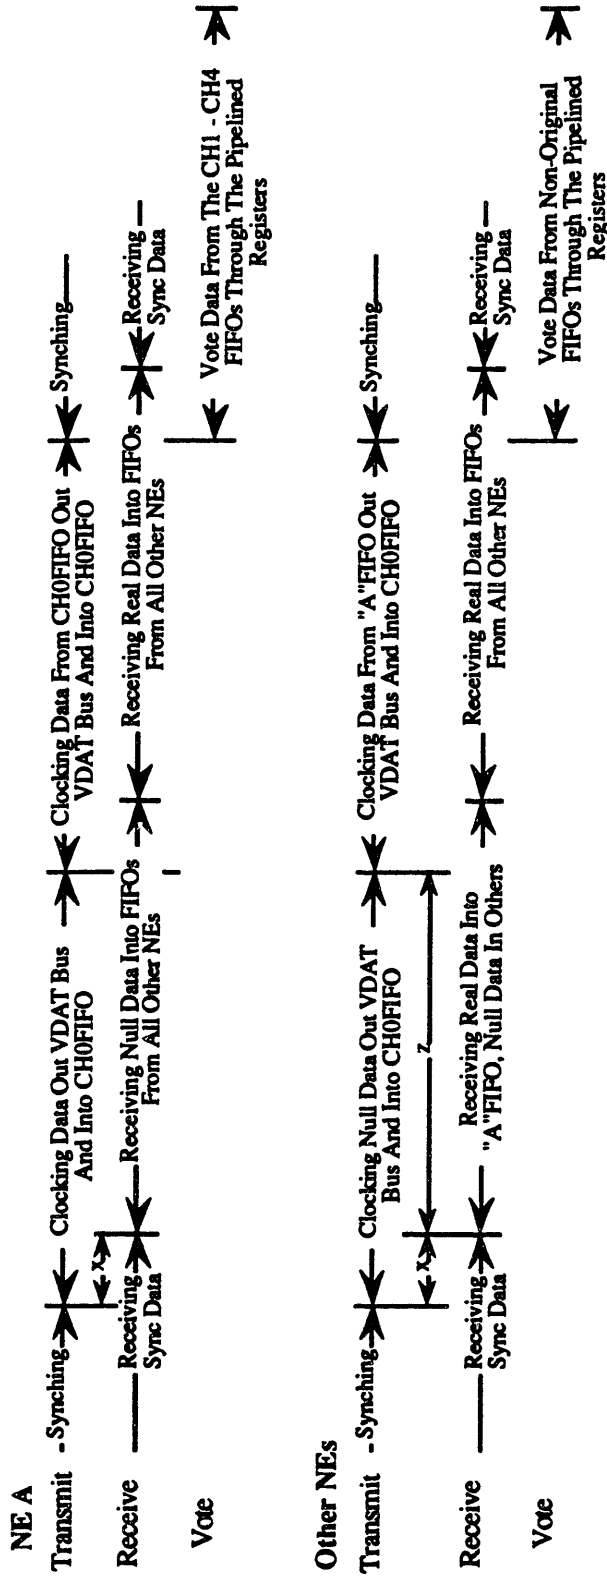 NE A
Transmit
Synching
Clocking Data Out VDAT Bus
And Into CH0FIFO
Clocking Data From CH0FIFO Out
VDAT Bus And Into CH0FIFO
Synching
X
Receive
Receiving
Sync Data
Receiving Null Data Into FIFOs
From All Other NEs
Receiving Real Data Into FIFOs
From All Other NEs
Receiving
Sync Data
Vote
Vote Data From The CH1 - CH4
FIFOs Through The Pipelined
Registers
Other NEs
Transmit
Synching
Clocking Null Data Out VDAT
Bus And Into CH0FIFO
Clocking Data From "A"FIFO Out
VDAT Bus And Into CH0FIFO
Synching
X
Z
Receive
Receiving
Sync Data
Receiving Real Data Into
"A"FIFO, Null Data In Others
Receiving Real Data Into FIFOs
From All Other NEs
Receiving
Sync Data
Vote
Vote Data From Non-Original
FIFOs Through The Pipelined
Registers